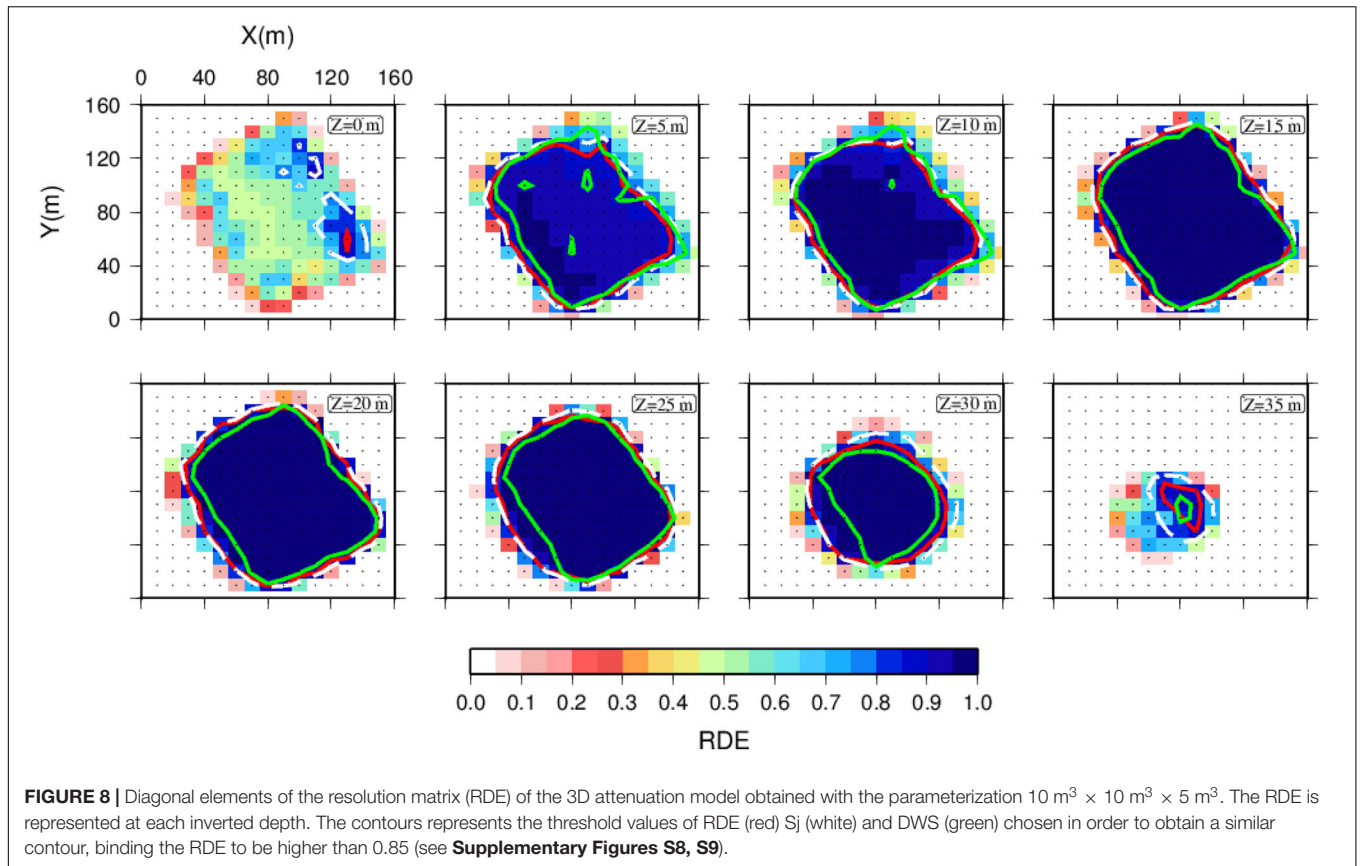 X(m)
0 40 80 120 160
160
120
80
40
0
Y(m)
Z=0 m
Z=5 m
Z=10 m
Z=15 m
Z=20 m
Z=25 m
Z=30 m
Z=35 m
0.0 0.1 0.2 0.3 0.4 0.5 0.6 0.7 0.8 0.9 1.0
RDE
FIGURE 8 | Diagonal elements of the resolution matrix (RDE) of the 3D attenuation model obtained with the parameterization 10 m³ × 10 m³ × 5 m³. The RDE is
represented at each inverted depth. The contours represents the threshold values of RDE (red) Sj (white) and DWS (green) chosen in order to obtain a similar
contour, binding the RDE to be higher than 0.85 (see Supplementary Figures S8, S9).